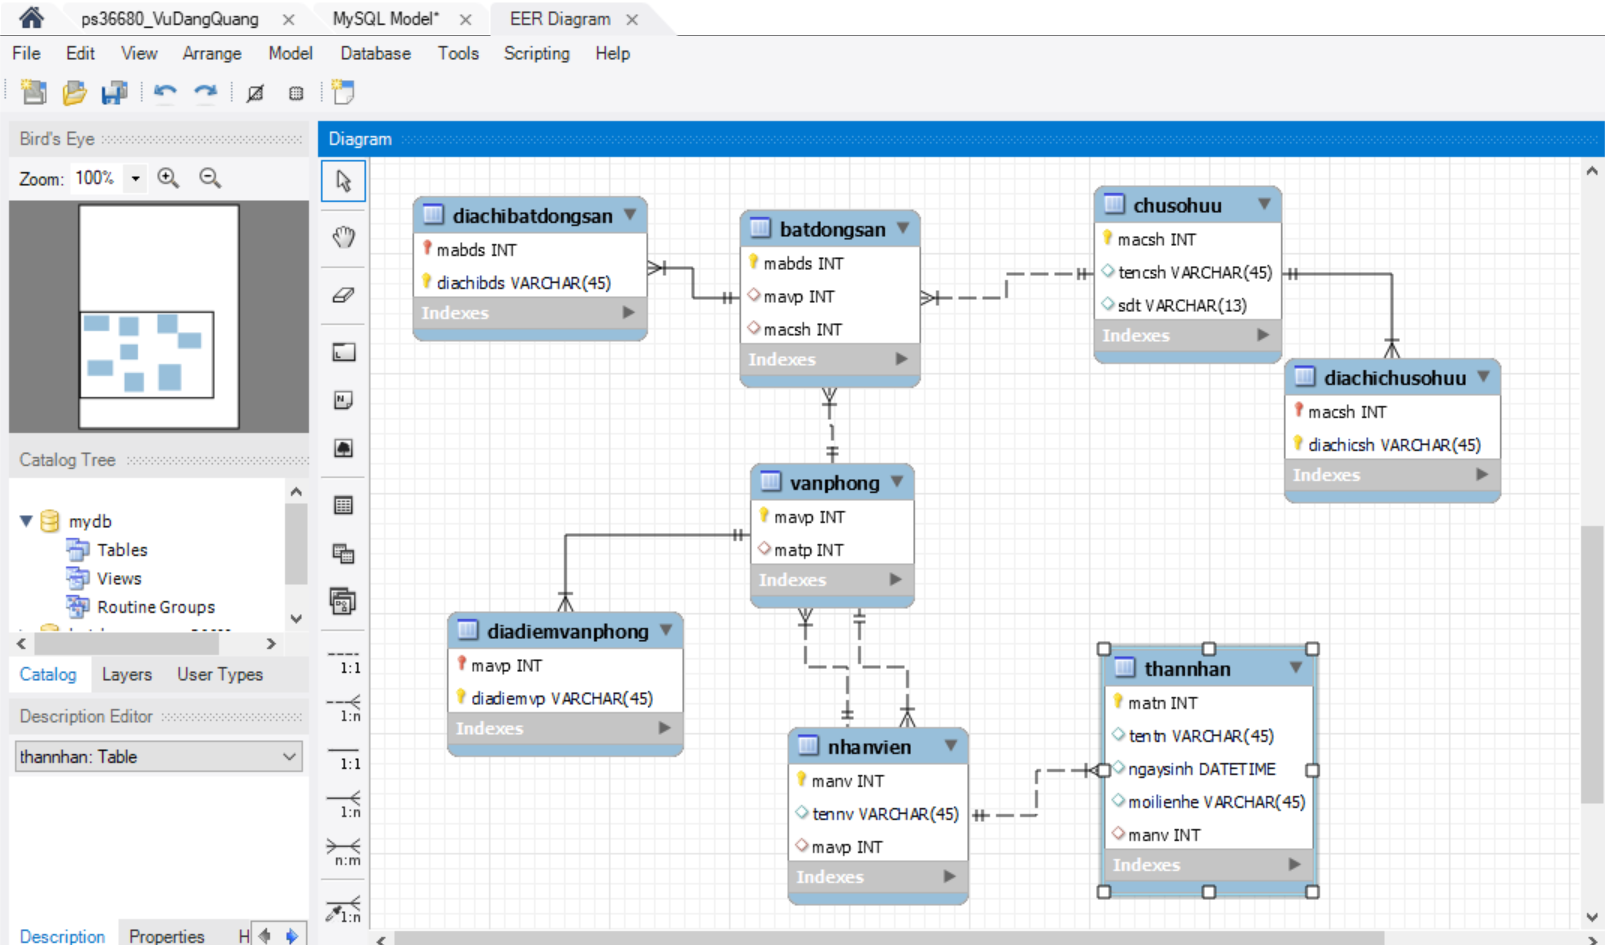 ps36680_VuDangQuang
MySQL Model*
EER Diagram
File Edit View Arrange Model Database Tools Scripting Help
Bird's Eye
Zoom: 100%
Catalog Tree
mydb
Tables
Views
Routine Groups
Catalog Layers User Types
Description Editor
thannhan: Table
Description Properties H
Diagram
1:1
1:n
1:1
1:n
n:m
1:n
diachibatdongsan
mabds INT
diachibds VARCHAR(45)
Indexes
batdongsan
mabds INT
mavp INT
macsh INT
Indexes
chusohuu
macsh INT
tencsh VARCHAR(45)
sdt VARCHAR(13)
Indexes
diachichusohuu
macsh INT
diachicsh VARCHAR(45)
Indexes
vanphong
mavp INT
matp INT
Indexes
diadiemvanphong
mavp INT
diadiemvp VARCHAR(45)
Indexes
nhanvien
manv INT
tennv VARCHAR(45)
mavp INT
Indexes
thannhan
matn INT
tentn VARCHAR(45)
ngaysinh DATETIME
moilienhe VARCHAR(45)
manv INT
Indexes